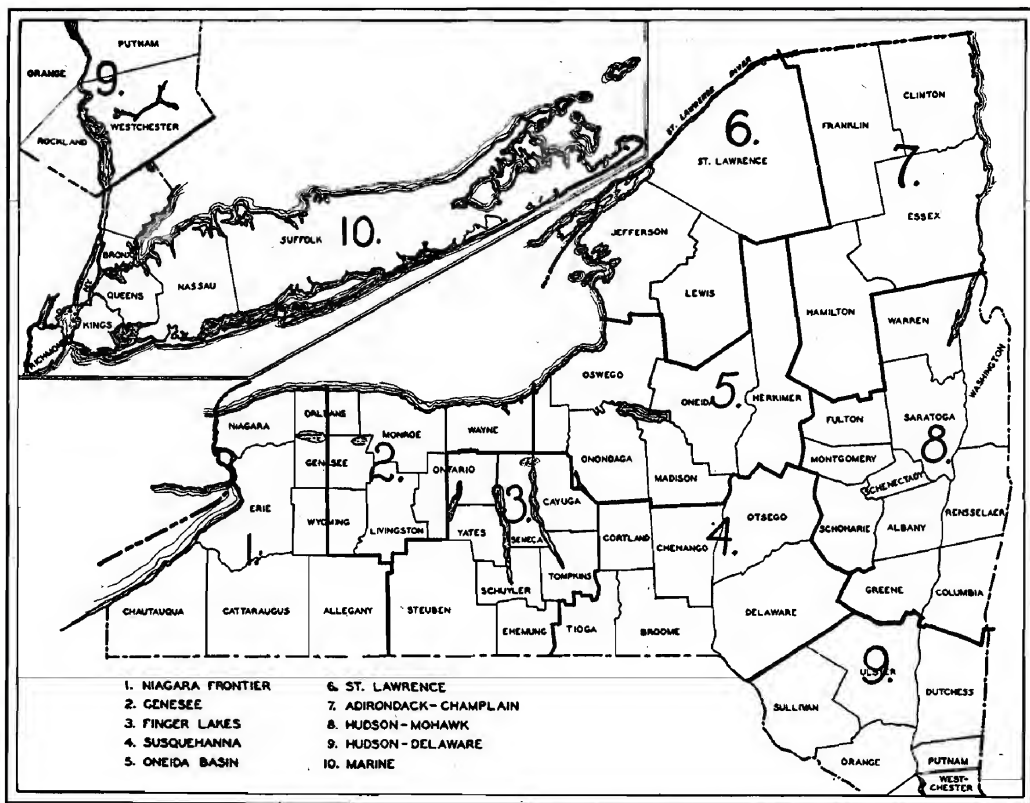 PUTNAM
ORANGE
9.
WESTCHESTER
ROCKLAND
SUFFOLK
10.
BRONX
QUEENS
NASSAU
KINGS
RICHMOND
ST. LAWRENCE RIVER
6.
ST. LAWRENCE
FRANKLIN
CLINTON
7.
ESSEX
JEFFERSON
LEWIS
HAMILTON
WARREN
WASHINGTON
OSWEGO
ONEIDA
5.
HERKIMER
FULTON
SARATOGA
8.
MONTGOMERY
SCHENECTADY
NIAGARA
ORLEANS
MONROE
WAYNE
GENESEE
2.
ONTARIO
ONONDAGA
MADISON
CAYUGA
3.
ERIE
WYOMING
LIVINGSTON
YATES
SENECA
CORTLAND
CHENANGO
4.
OTSEGO
SCHOHARIE
ALBANY
RENSSELAER
1.
SCHUYLER
TOMPKINS
CHAUTAUQUA
CATTARAUGUS
ALLEGANY
STEUBEN
EHEMUNG
TIOGA
BROOME
DELAWARE
GREENE
COLUMBIA
9.
ULSTER
SULLIVAN
DUTCHESS
ORANGE
PUTNAM
WEST-
CHESTER
1. NIAGARA FRONTIER
2. GENESEE
3. FINGER LAKES
4. SUSQUEHANNA
5. ONEIDA BASIN
6. ST. LAWRENCE
7. ADIRONDACK-CHAMPLAIN
8. HUDSON-MOHAWK
9. HUDSON-DELAWARE
10. MARINE